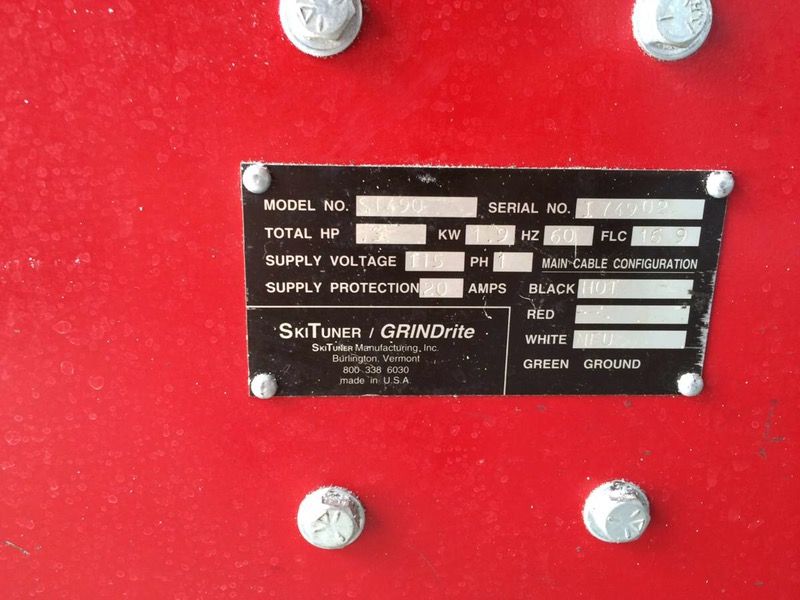 MODEL NO. ST490 SERIAL NO.
TOTAL HP KW 1.9 HZ 60 FLC 16 9
SUPPLY VOLTAGE 115 PH 1 MAIN CABLE CONFIGURATION
SUPPLY PROTECTION 20 AMPS BLACK HOT
RED --
WHITE NEU
GREEN GROUND
SKITUNER / GRINDrite
SKITUNER Manufacturing, Inc.
Burlington, Vermont
800 338 6030
made in U.S.A.